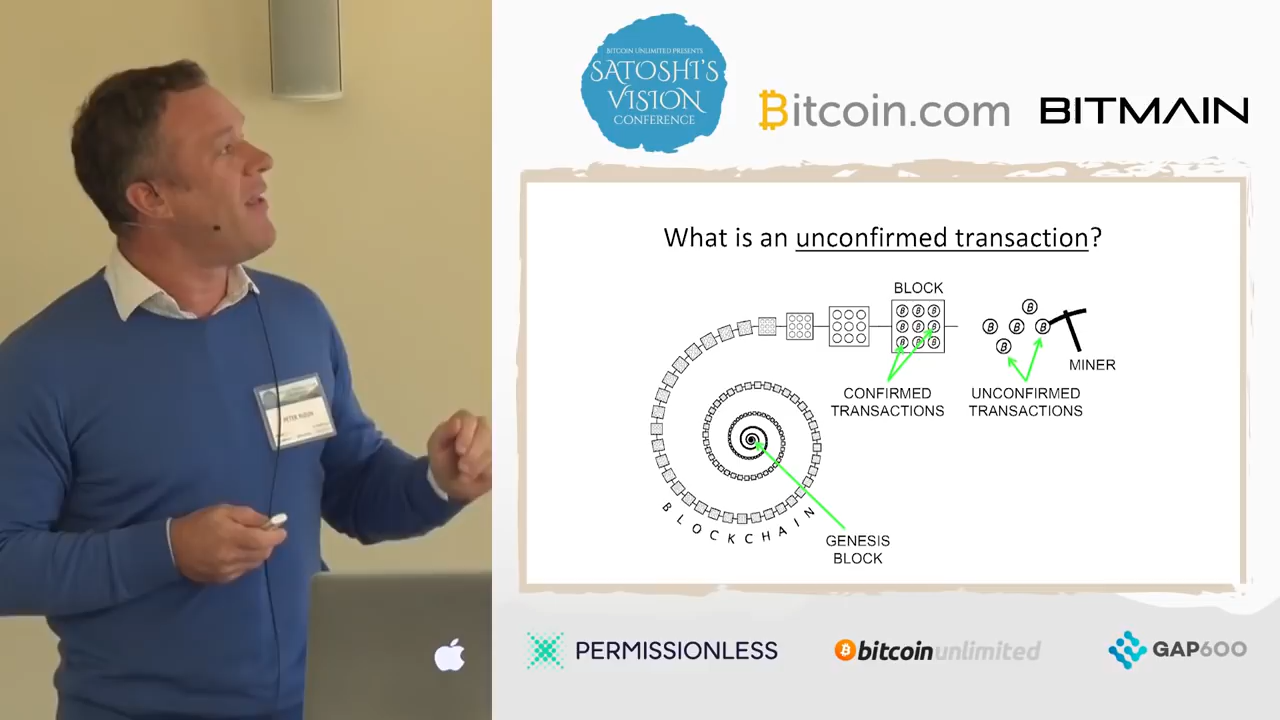 BITCOIN UNLIMITED PRESENTS
SATOSHI'S
VISION
CONFERENCE
Bitcoin.com
BITMAIN
What is an unconfirmed transaction?
BLOCK
MINER
CONFIRMED
TRANSACTIONS
UNCONFIRMED
TRANSACTIONS
BLOCKCHAIN
GENESIS
BLOCK
PETER
PERMISSIONLESS
bitcoinunlimited
GAP600